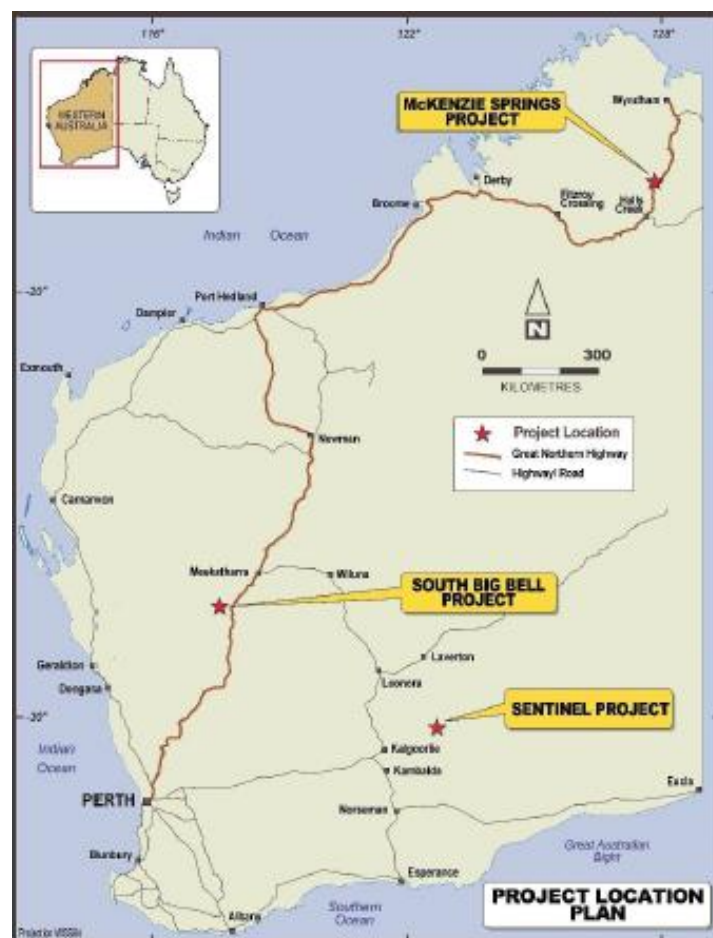 116°
122°
128°
WESTERN
AUSTRALIA
McKENZIE SPRINGS
PROJECT
Wyndham
Derby
Broome
Fitzroy
Crossing
Halls
Creek
Indian Ocean
-20°
Port Hedland
Dampier
N
0 300
KILOMETRES
Exmouth
Project Location
Great Northern Highway
Highway/ Road
Newman
Carnarvon
Meekatharra
Wiluna
SOUTH BIG BELL
PROJECT
Geraldton
Dongara
Laverton
Leonora
SENTINEL PROJECT
-30°
Indian
Ocean
Kalgoorlie
Kambalda
PERTH
Eucla
Norseman
Bunbury
Great Australian
Bight
Esperance
Southern
Ocean
Albany
PROJECT LOCATION
PLAN